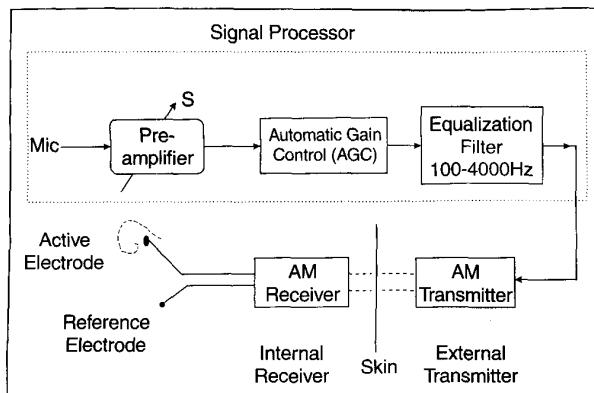 Signal Processor
S
Mic
Pre-
amplifier
Automatic Gain
Control (AGC)
Equalization
Filter
100-4000Hz
Active
Electrode
AM
Receiver
AM
Transmitter
Reference
Electrode
Internal
Receiver
Skin
External
Transmitter